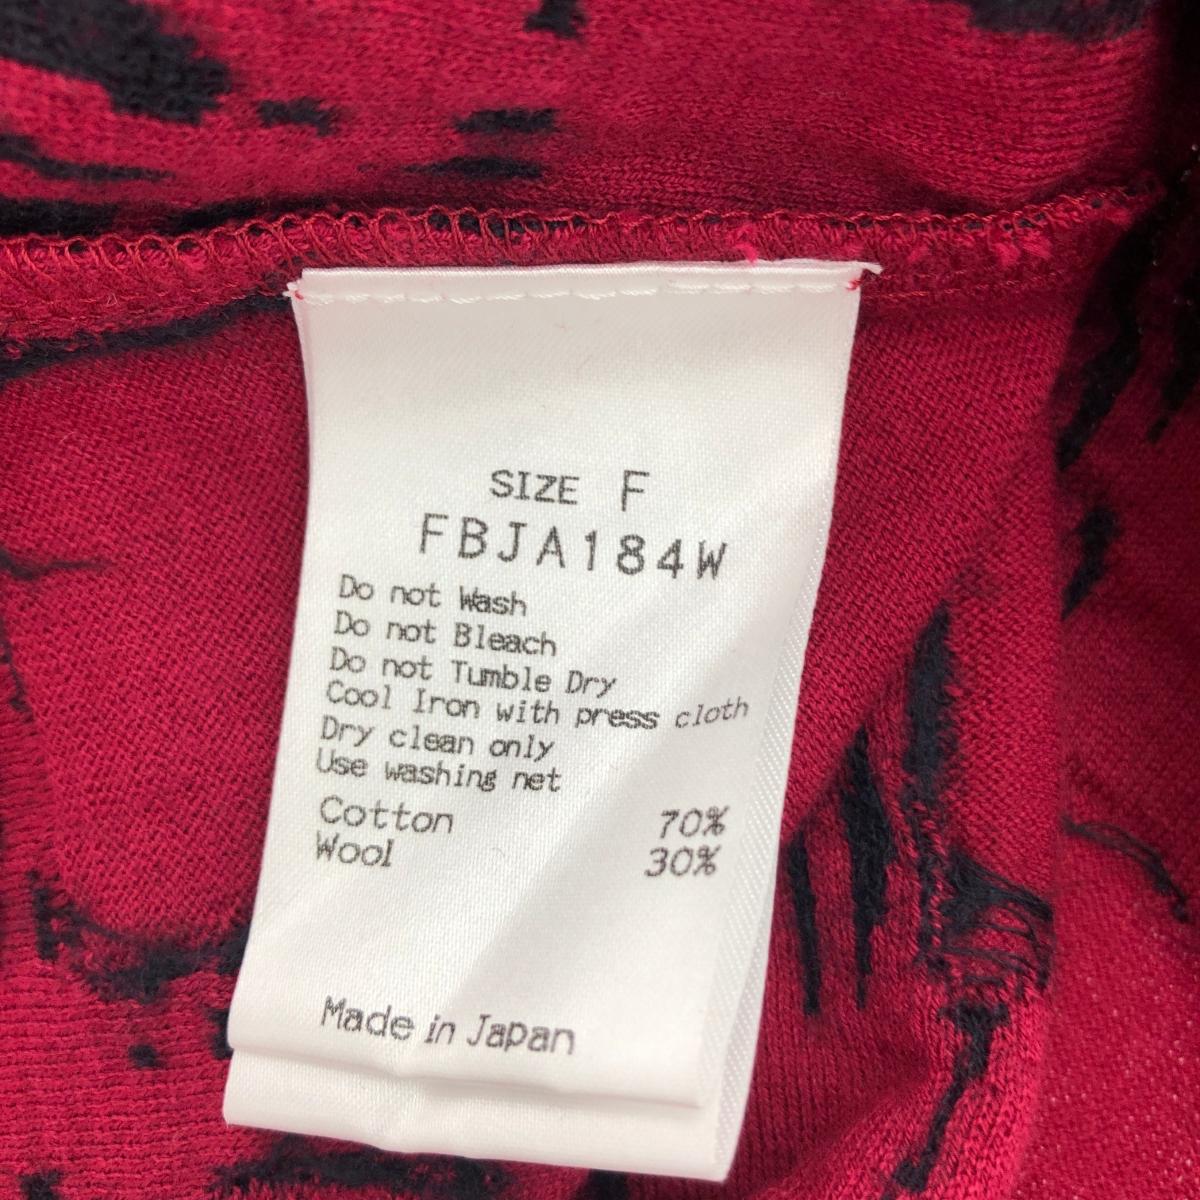 SIZE F
FBJA184W
Do not Wash
Do not Bleach
Do not Tumble Dry
Cool Iron with press cloth
Dry clean only
Use washing net
Cotton 70%
Wool 30%
Made in Japan